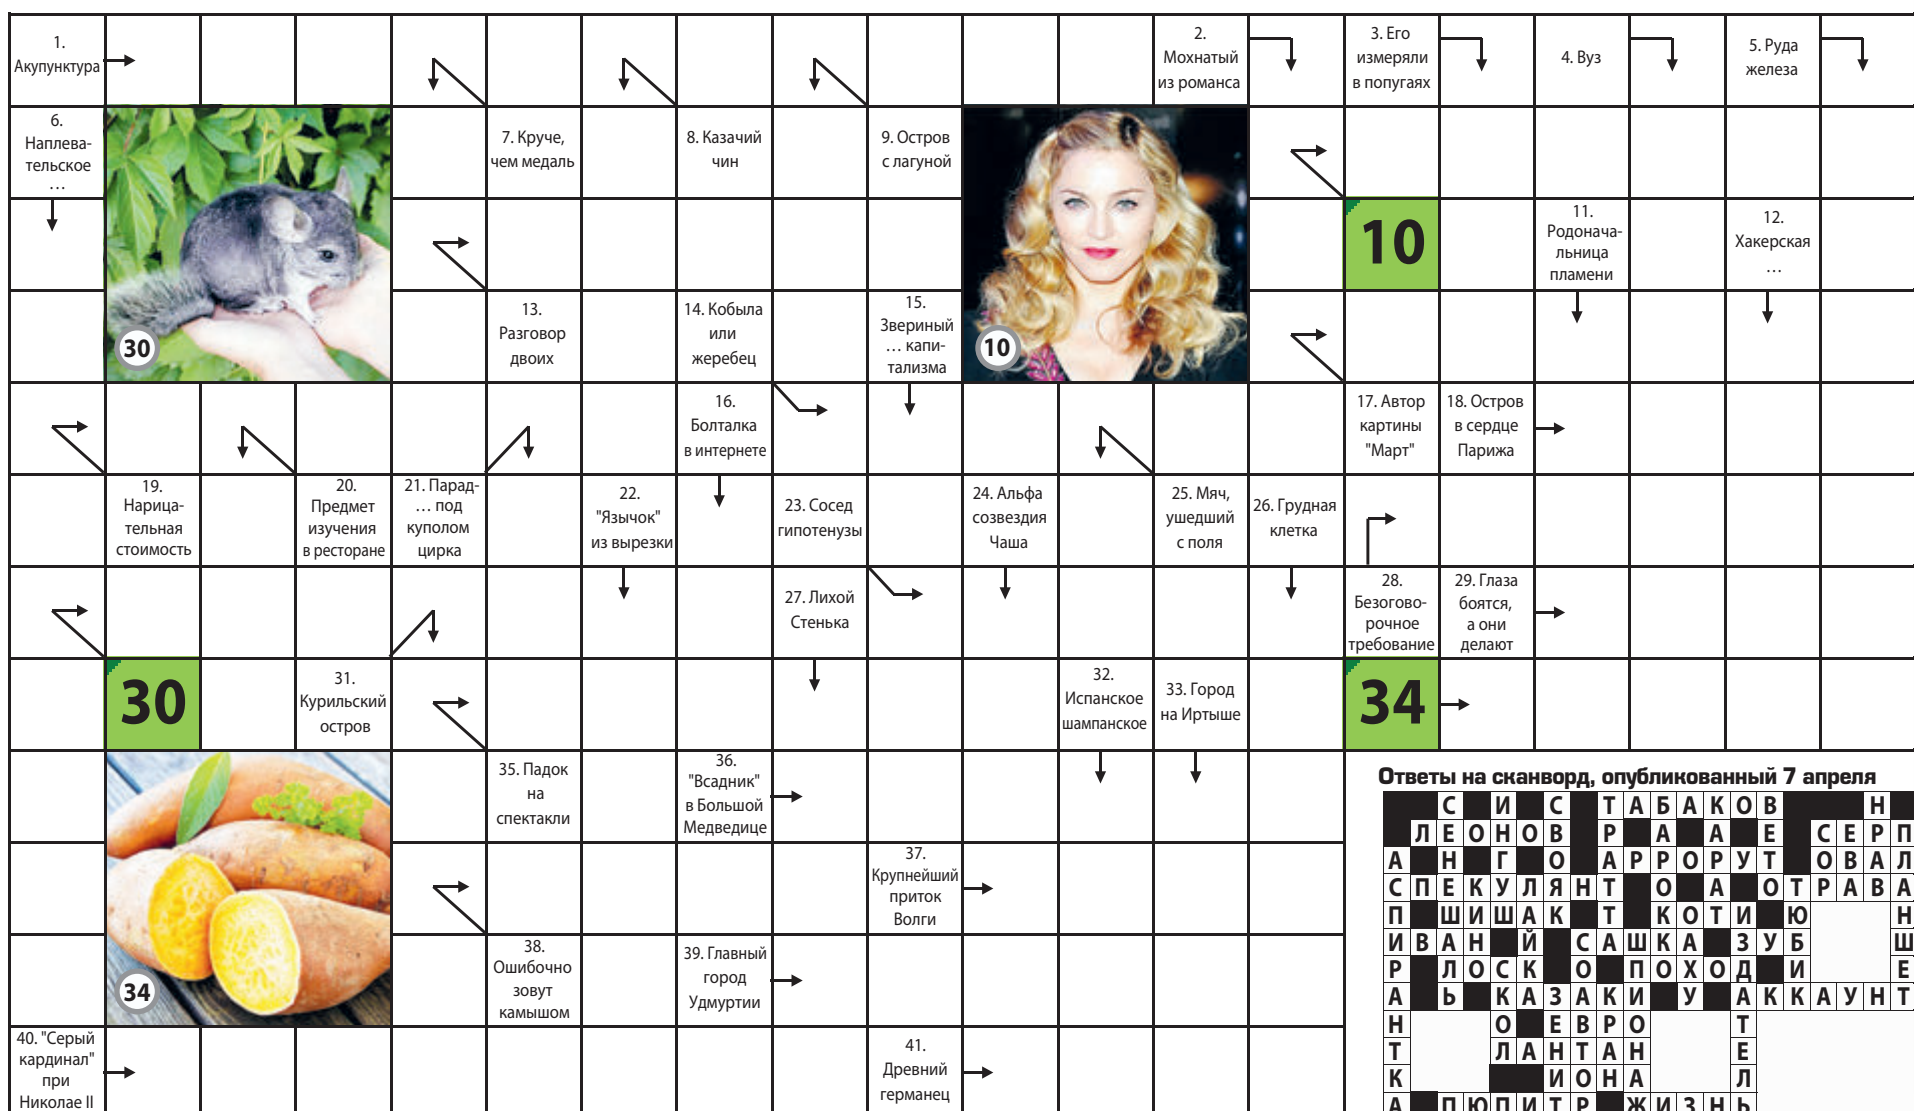 1.
Акупунктура
2.
Мохнатый
из романса
3. Его
измеряли
в попугаях
4. Вуз
5. Руда
железа
6.
Наплева-
тельское
...
7. Круче,
чем медаль
8. Казачий
чин
9. Остров
с лагуной
10
11.
Родонача-
льница
пламени
12.
Хакерская
...
30
13.
Разговор
двоих
14. Кобыла
или
жеребец
15.
Звериный
... капи-
тализма
10
16.
Болталка
в интернете
17. Автор
картины
"Март"
18. Остров
в сердце
Парижа
19.
Нарица-
тельная
стоимость
20.
Предмет
изучения
в ресторане
21. Парад-
... под
куполом
цирка
22.
"Язычок"
из вырезки
23. Сосед
гипотенузы
24. Альфа
созвездия
Чаша
25. Мяч,
ушедший
с поля
26. Грудная
клетка
27. Лихой
Стенька
28.
Безогово-
рочное
требование
29. Глаза
боятся,
а они
делают
30
31.
Курильский
остров
32.
Испанское
шампанское
33. Город
на Иртыше
34
35. Падок
на
спектакли
36.
"Всадник"
в Большой
Медведице
37.
Крупнейший
приток
Волги
34
38.
Ошибочно
зовут
камышом
39. Главный
город
Удмуртии
40. "Серый
кардинал"
при
Николае II
41.
Древний
германец
Ответы на сканворд, опубликованный 7 апреля
С И С ТАБАКОВ Н
ЛЕОНОВ Р А А Е СЕРП
А Н Г О АРРОРУТ ОВАЛ
СПЕКУЛЯНТ О А ОТРАВА
П ШИШАК Т КОТИ Ю Н
ИВАН Й САШКА ЗУБ Ш
Р ЛОСК О ПОХОД И Е
А Ь КАЗАКИ У АККАУНТ
Н О ЕВРО Т
Т ЛАНТАН Е
К ИОНА Л
А ПЮПИТР ЖИЗНЬ